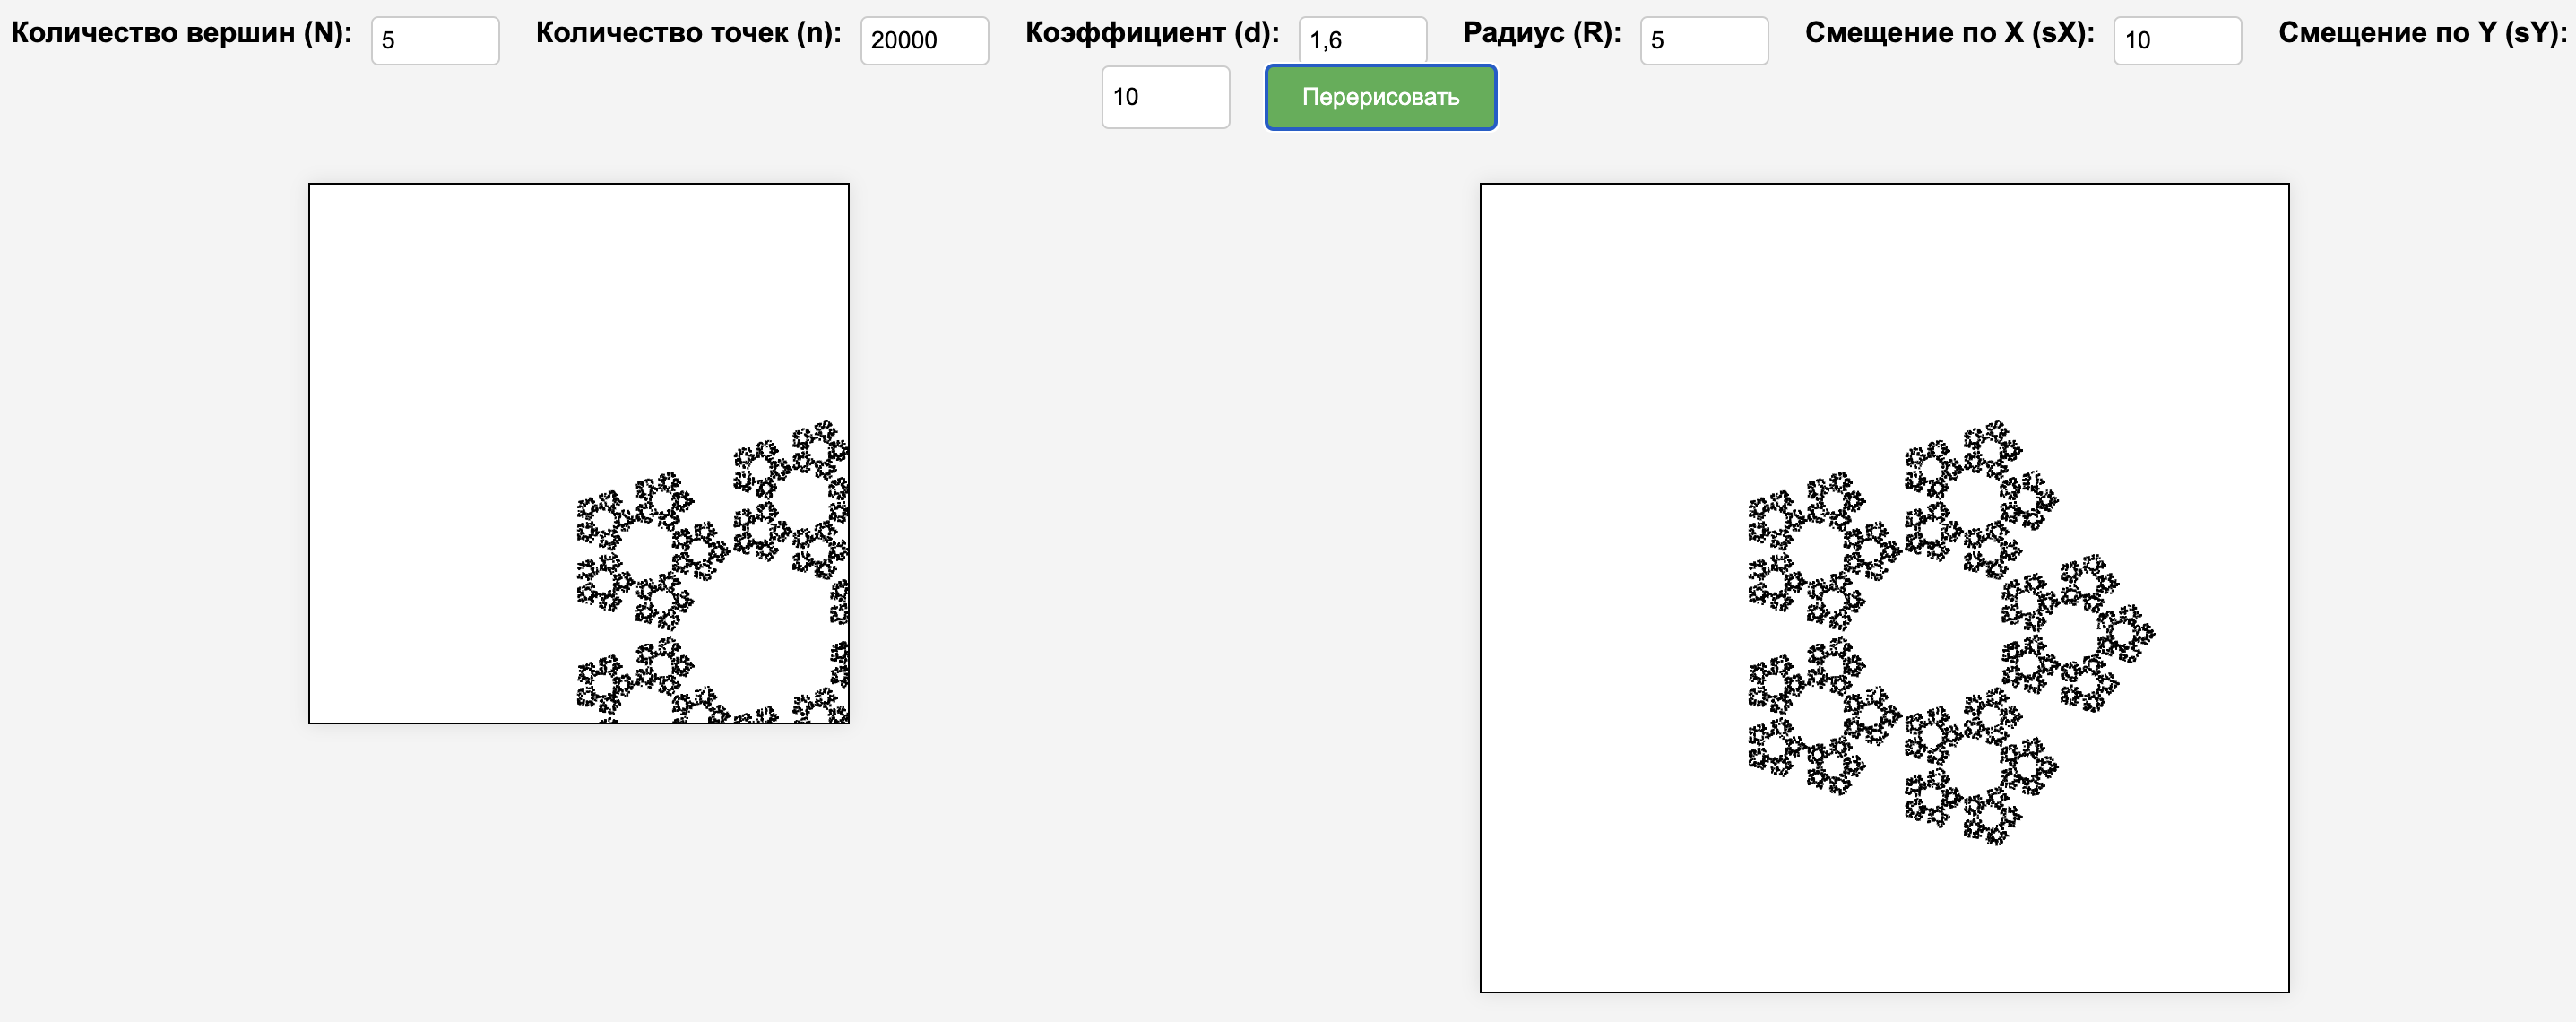 Количество вершин (N): 5 Количество точек (n): 20000 Коэффициент (d): 1,6 Радиус (R): 5 Смещение по X (sX): 10 Смещение по Y (sY):
10 Перерисовать